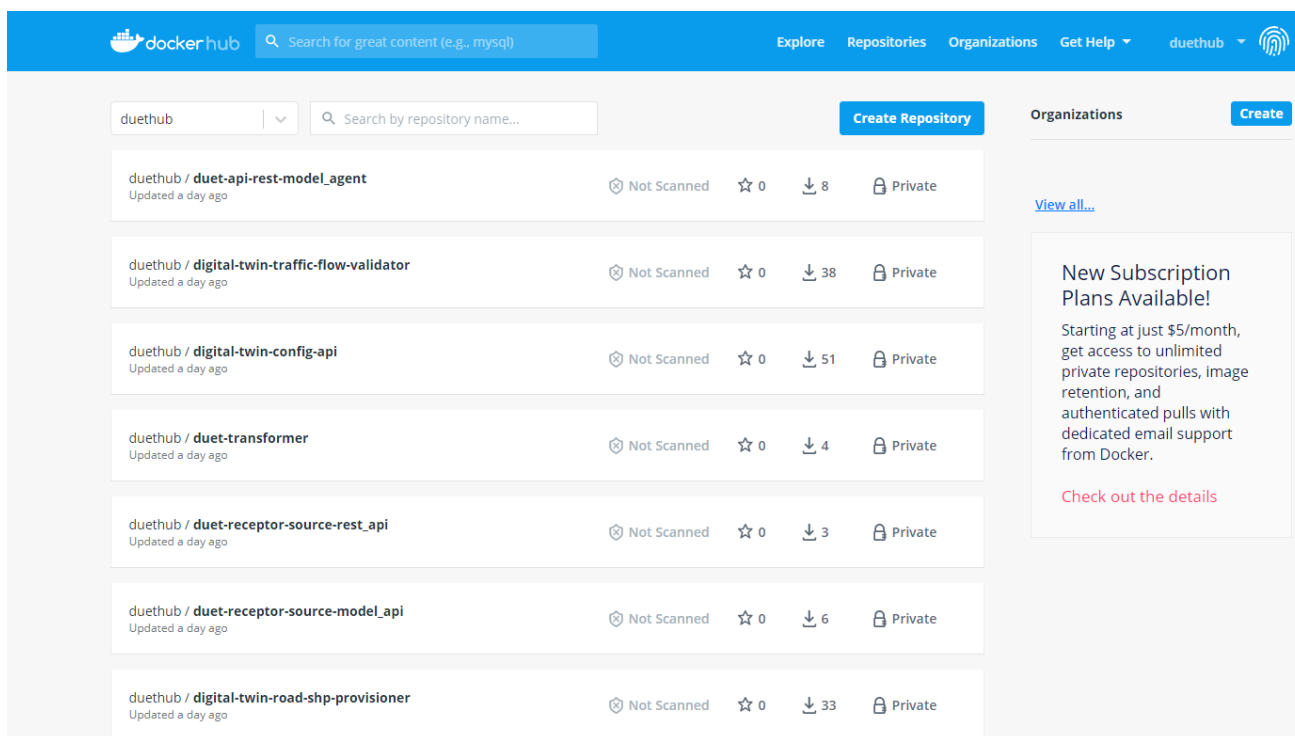 dockerhub Search for great content (e.g., mysql) Explore Repositories Organizations Get Help duethub
duethub Search by repository name... Create Repository
duethub / duet-api-rest-model_agent
Updated a day ago
Not Scanned 0 8 Private
duethub / digital-twin-traffic-flow-validator
Updated a day ago
Not Scanned 0 38 Private
duethub / digital-twin-config-api
Updated a day ago
Not Scanned 0 51 Private
duethub / duet-transformer
Updated a day ago
Not Scanned 0 4 Private
duethub / duet-receptor-source-rest_api
Updated a day ago
Not Scanned 0 3 Private
duethub / duet-receptor-source-model_api
Updated a day ago
Not Scanned 0 6 Private
duethub / digital-twin-road-shp-provisioner
Updated a day ago
Not Scanned 0 33 Private
Organizations Create
View all...
New Subscription
Plans Available!
Starting at just $5/month,
get access to unlimited
private repositories, image
retention, and
authenticated pulls with
dedicated email support
from Docker.
Check out the details